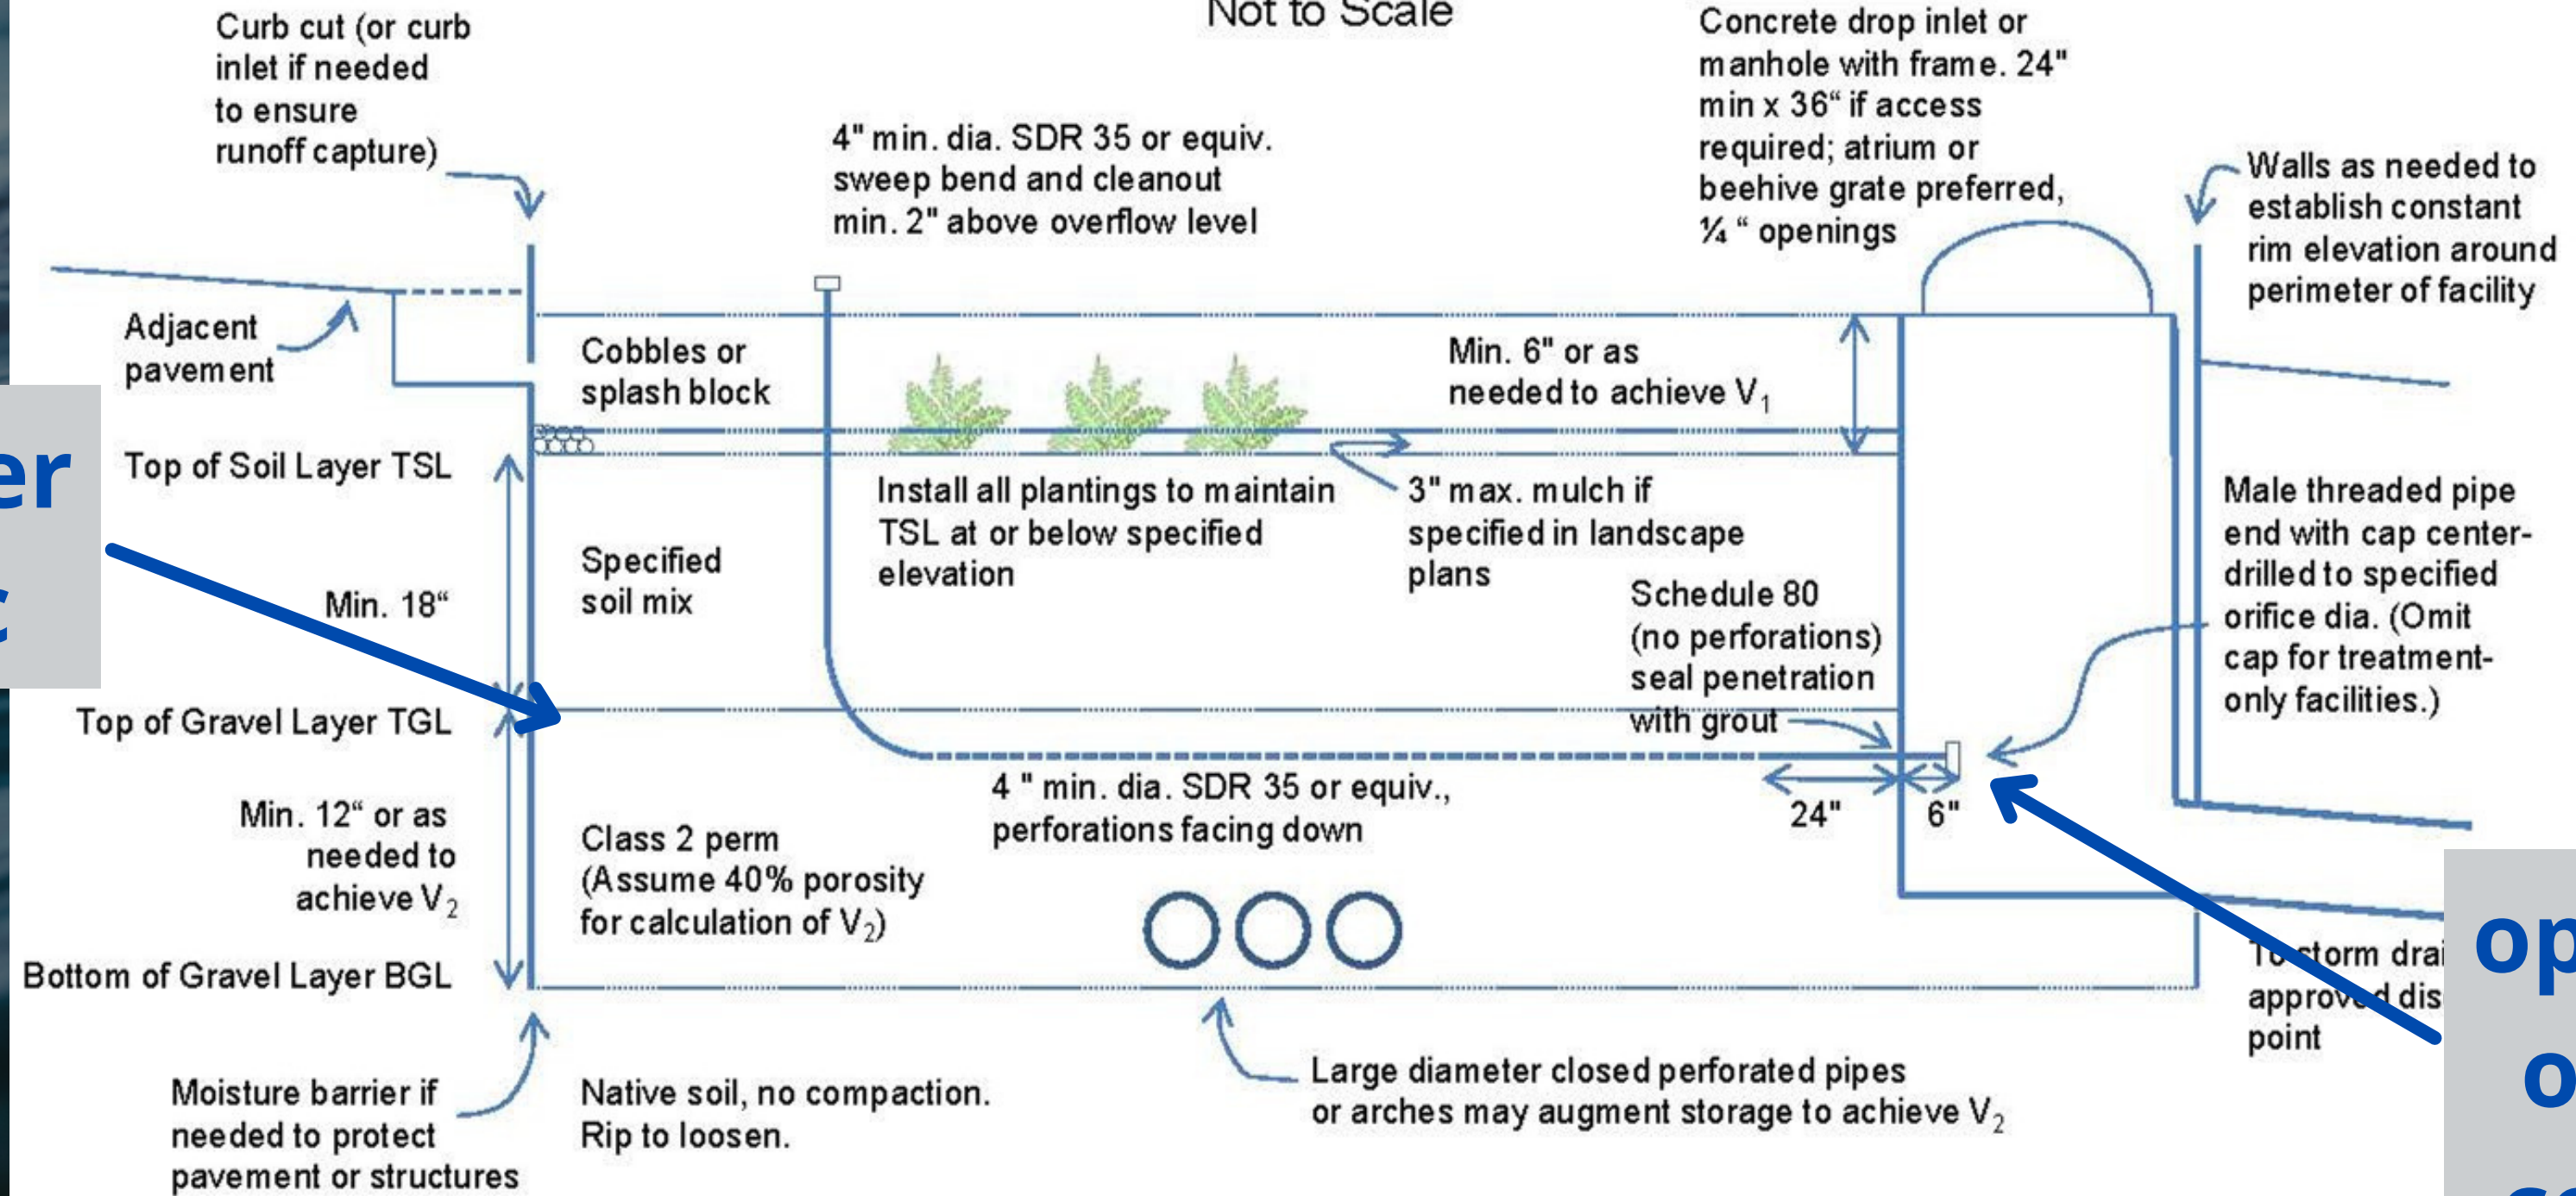 Not to Scale
Curb cut (or curb
inlet if needed
to ensure
runoff capture)
4" min. dia. SDR 35 or equiv.
sweep bend and cleanout
min. 2" above overflow level
Concrete drop inlet or
manhole with frame. 24"
min x 36“ if access
required; atrium or
beehive grate preferred,
¼ “ openings
Walls as needed to
establish constant
rim elevation around
perimeter of facility
Adjacent
pavement
Cobbles or
splash block
Min. 6" or as
needed to achieve V₁
Top of Soil Layer TSL
Install all plantings to maintain
TSL at or below specified
elevation
3" max. mulch if
specified in landscape
plans
Male threaded pipe
end with cap center-
drilled to specified
orifice dia. (Omit
cap for treatment-
only facilities.)
Min. 18“
Specified
soil mix
Schedule 80
(no perforations)
seal penetration
with grout
Top of Gravel Layer TGL
4 " min. dia. SDR 35 or equiv.,
perforations facing down
24"
6"
Min. 12“ or as
needed to
achieve V₂
Class 2 perm
(Assume 40% porosity
for calculation of V₂)
Bottom of Gravel Layer BGL
To storm
approved
point
Moisture barrier if
needed to protect
pavement or structures
Native soil, no compaction.
Rip to loosen.
Large diameter closed perforated pipes
or arches may augment storage to achieve V₂